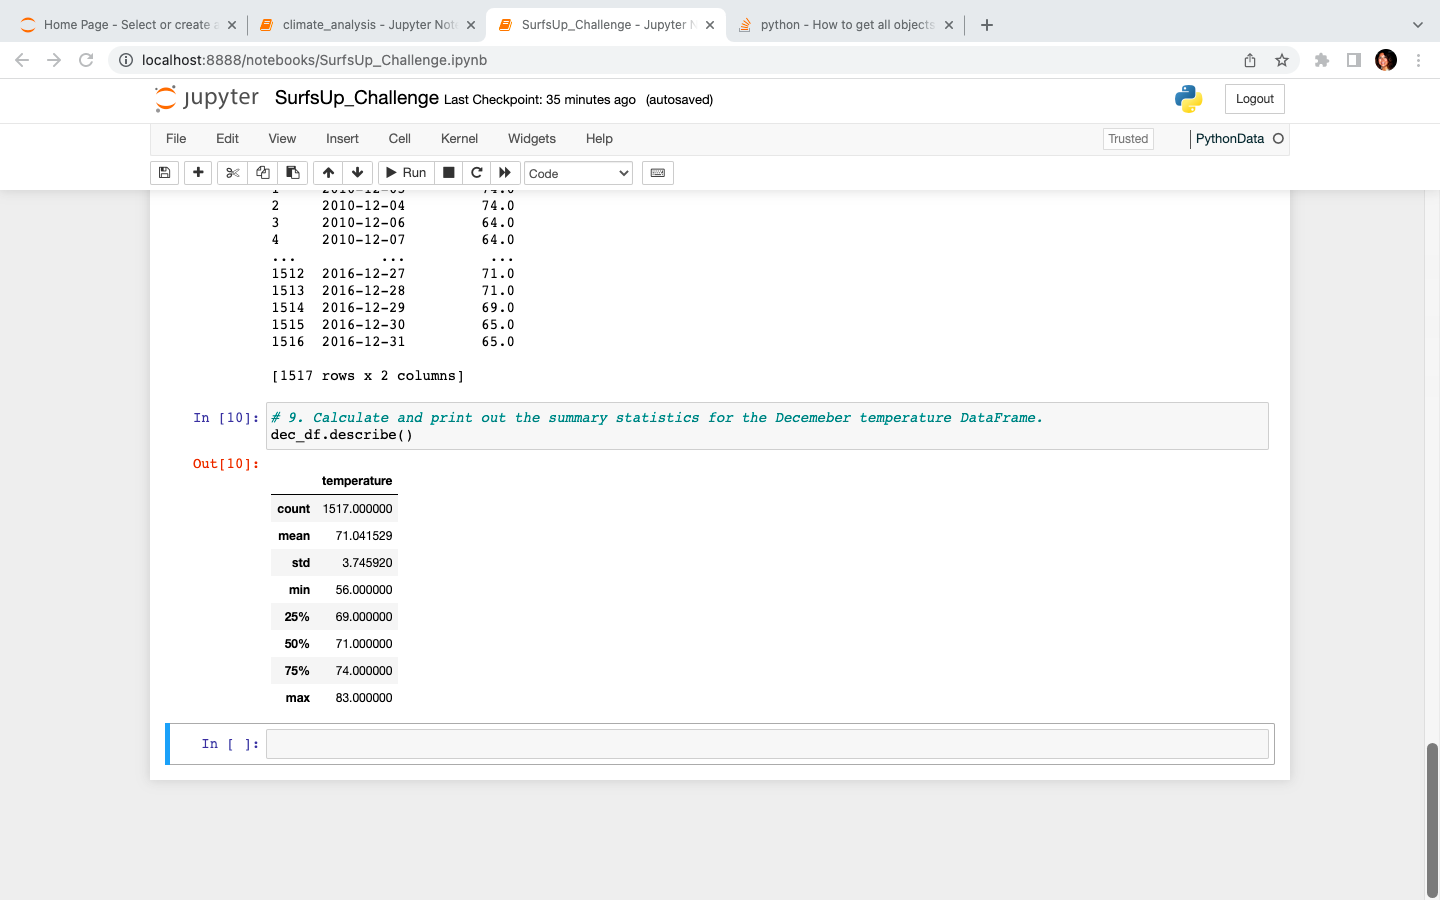 Home Page - Select or create a
climate_analysis - Jupyter Note
SurfsUp_Challenge - Jupyter N
python - How to get all objects
localhost:8888/notebooks/SurfsUp_Challenge.ipynb
jupyter SurfsUp_Challenge Last Checkpoint: 35 minutes ago (autosaved)
Logout
File Edit View Insert Cell Kernel Widgets Help
Trusted
PythonData
Run
Code
2 2010-12-04 74.0
3 2010-12-06 64.0
4 2010-12-07 64.0
... ... ...
1512 2016-12-27 71.0
1513 2016-12-28 71.0
1514 2016-12-29 69.0
1515 2016-12-30 65.0
1516 2016-12-31 65.0
[1517 rows x 2 columns]
In [10]: # 9. Calculate and print out the summary statistics for the Decemeber temperature DataFrame.
dec_df.describe()
Out[10]:
temperature
count 1517.000000
mean 71.041529
std 3.745920
min 56.000000
25% 69.000000
50% 71.000000
75% 74.000000
max 83.000000
In [ ]: